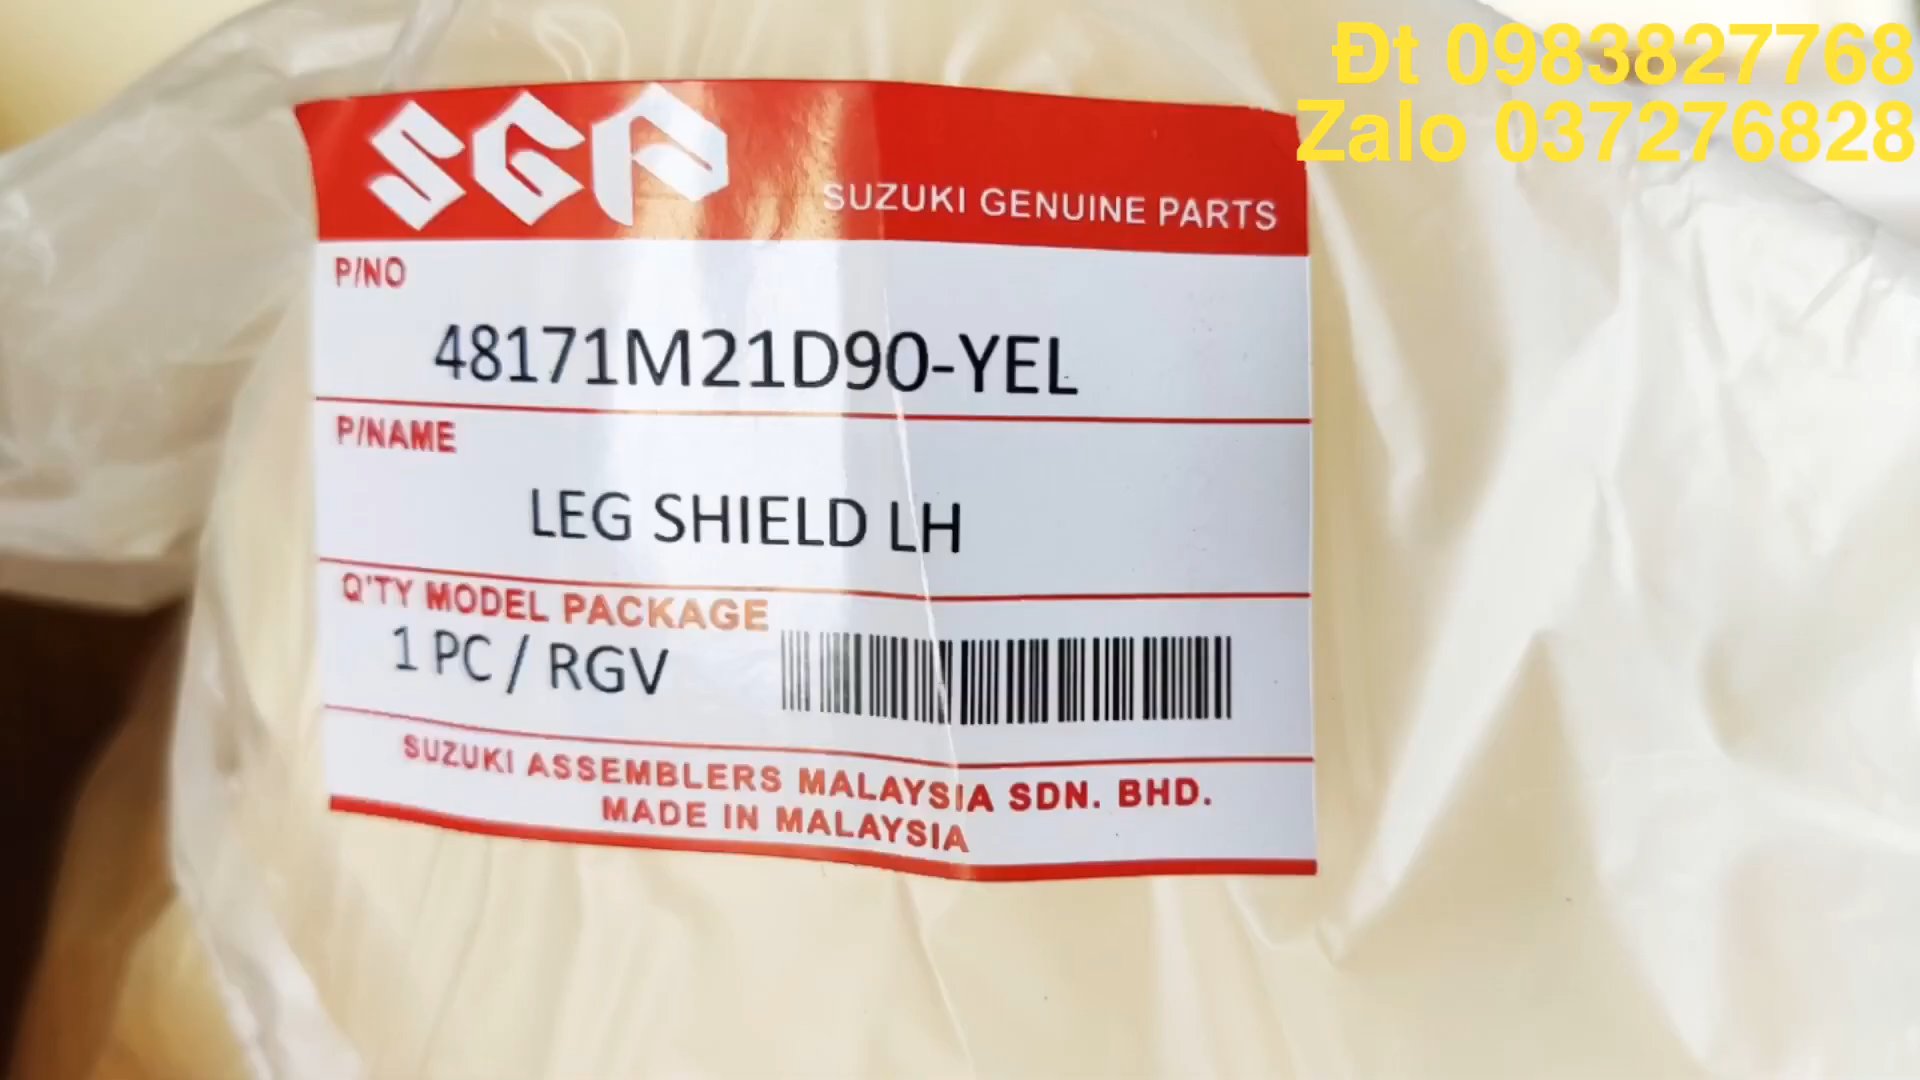 Đt 0983827768
Zalo 037276828
SGP
SUZUKI GENUINE PARTS
P/NO
48171M21D90-YEL
P/NAME
LEG SHIELD LH
Q'TY MODEL PACKAGE
1 PC / RGV
SUZUKI ASSEMBLERS MALAYSIA SDN. BHD.
MADE IN MALAYSIA